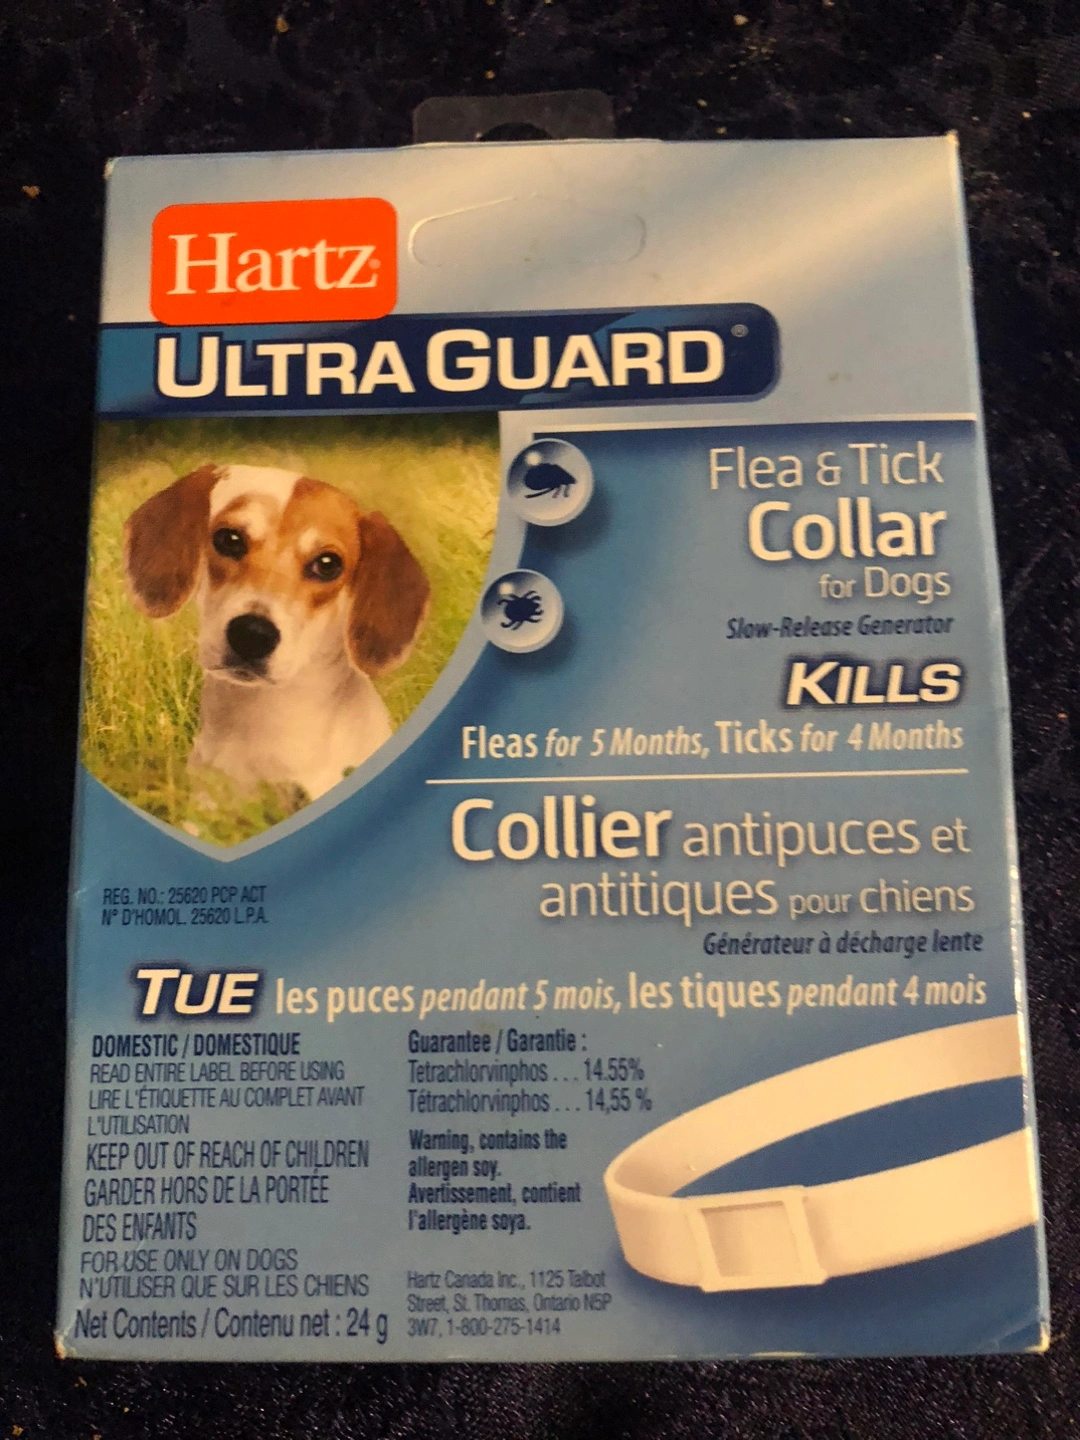 Hartz®
ULTRA GUARD®
Flea & Tick
Collar
for Dogs
Slow-Release Generator
KILLS
Fleas for 5 Months, Ticks for 4 Months
Collier antipuces et
antitiques pour chiens
Générateur à décharge lente
REG. NO.: 25620 PCP ACT
N° D'HOMOL. 25620 L.P.A.
TUE les puces pendant 5 mois, les tiques pendant 4 mois
DOMESTIC / DOMESTIQUE
READ ENTIRE LABEL BEFORE USING
LIRE L'ÉTIQUETTE AU COMPLET AVANT
L'UTILISATION
KEEP OUT OF REACH OF CHILDREN
GARDER HORS DE LA PORTÉE
DES ENFANTS
FOR USE ONLY ON DOGS
N'UTILISER QUE SUR LES CHIENS
Net Contents / Contenu net : 24 g
Guarantee / Garantie :
Tetrachlorvinphos . . . 14.55%
Tétrachlorvinphos . . . 14,55 %
Warning, contains the
allergen soy.
Avertissement, contient
l'allergène soya.
Hartz Canada Inc., 1125 Talbot
Street, St. Thomas, Ontario N5P
3W7, 1-800-275-1414